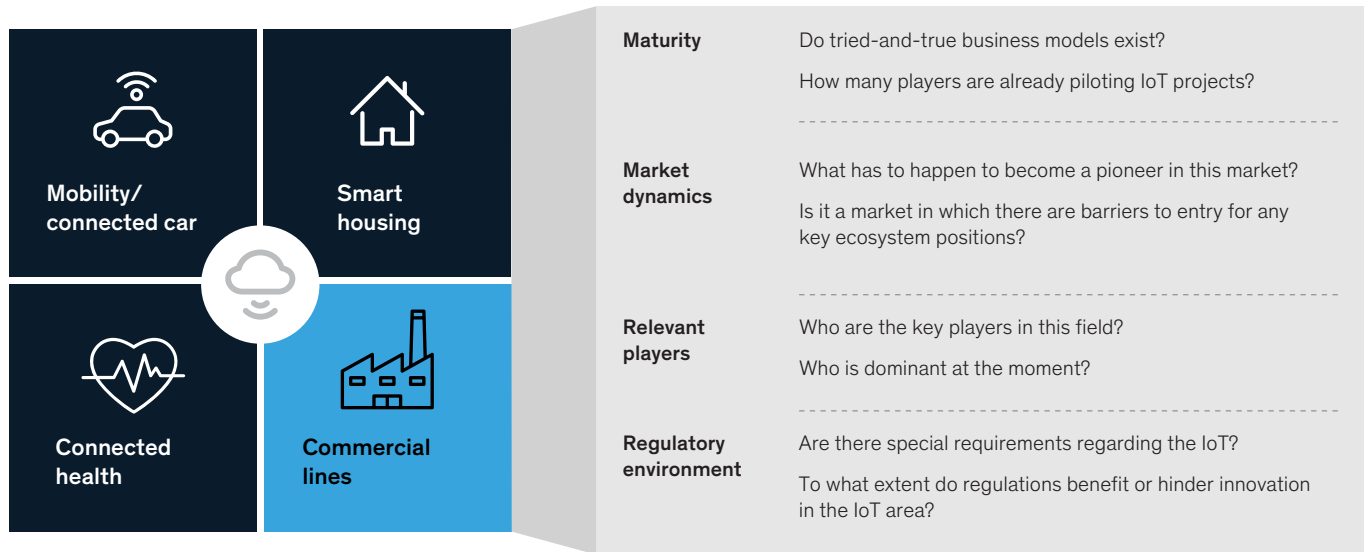 Mobility/
connected car
Smart
housing
Connected
health
Commercial
lines
Maturity
Do tried-and-true business models exist?
How many players are already piloting IoT projects?
Market
dynamics
What has to happen to become a pioneer in this market?
Is it a market in which there are barriers to entry for any
key ecosystem positions?
Relevant
players
Who are the key players in this field?
Who is dominant at the moment?
Regulatory
environment
Are there special requirements regarding the IoT?
To what extent do regulations benefit or hinder innovation
in the IoT area?